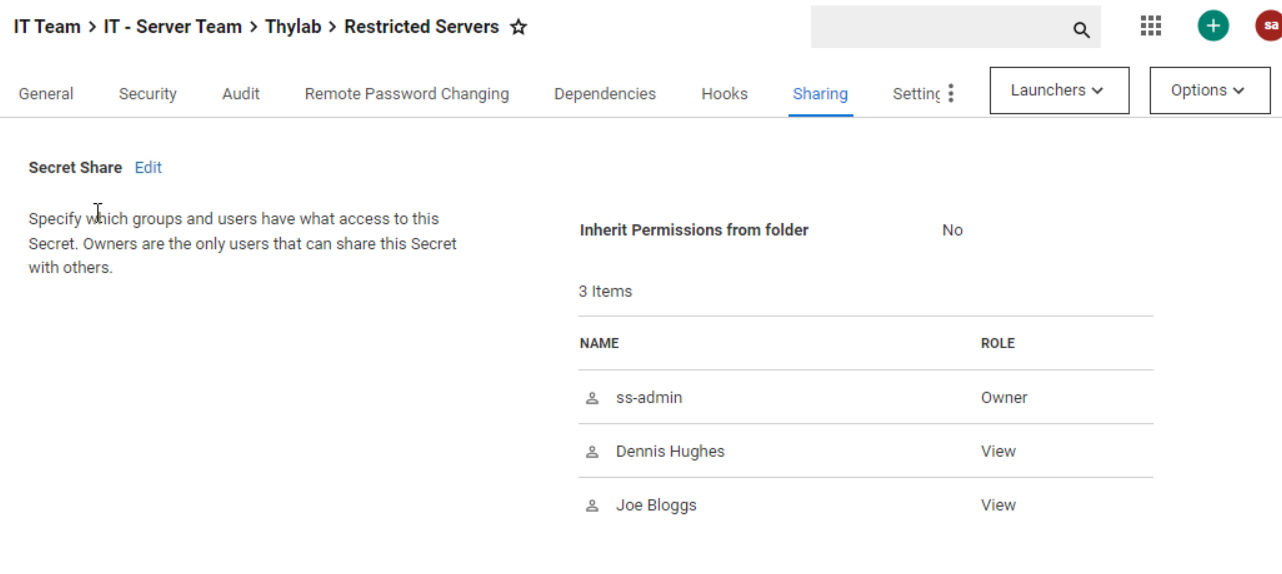 IT Team > IT - Server Team > Thylab > Restricted Servers
sa
General Security Audit Remote Password Changing Dependencies Hooks Sharing Setting Launchers Options
Secret Share Edit
Specify which groups and users have what access to this
Secret. Owners are the only users that can share this Secret
with others.
Inherit Permissions from folder No
3 Items
NAME ROLE
ss-admin Owner
Dennis Hughes View
Joe Bloggs View